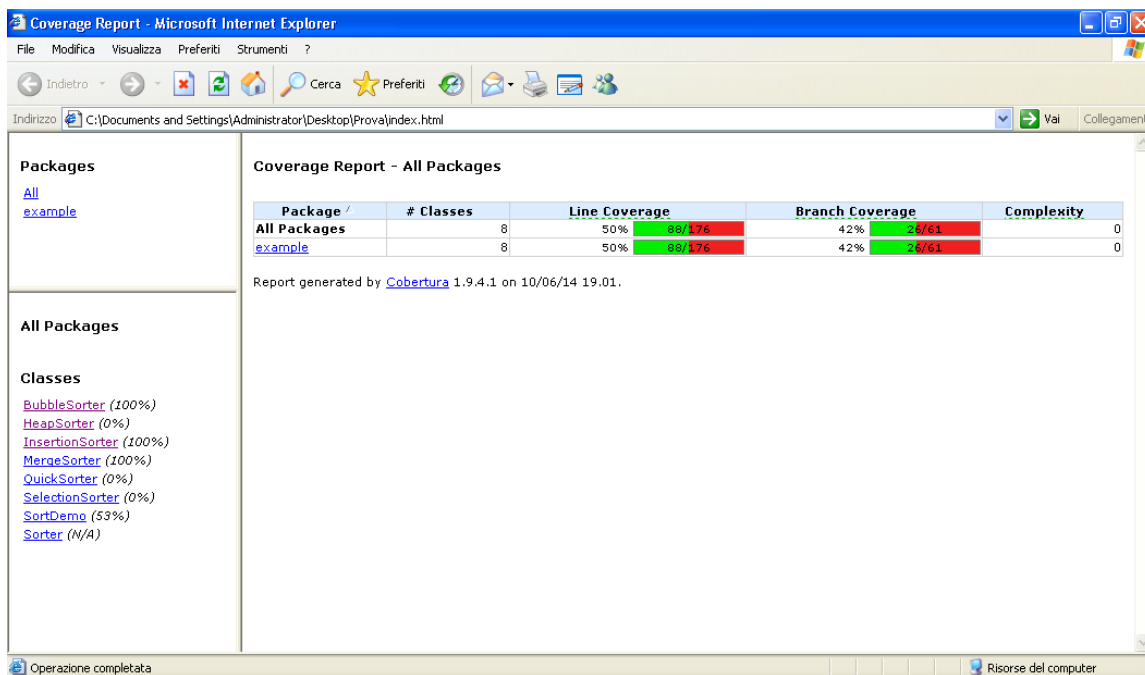 Coverage Report - Microsoft Internet Explorer
File Modifica Visualizza Preferiti Strumenti ?
Indietro Cerca Preferiti
Indirizzo C:\Documents and Settings\Administrator\Desktop\Prova\index.html Vai Collegament
Packages
All
example
All Packages
Classes
BubbleSorter (100%)
HeapSorter (0%)
InsertionSorter (100%)
MergeSorter (100%)
QuickSorter (0%)
SelectionSorter (0%)
SortDemo (53%)
Sorter (N/A)
Coverage Report - All Packages
Package # Classes Line Coverage Branch Coverage Complexity
All Packages 8 50% 88/176 42% 26/61 0
example 8 50% 88/176 42% 26/61 0
Report generated by Cobertura 1.9.4.1 on 10/06/14 19.01.
Operazione completata Risorse del computer